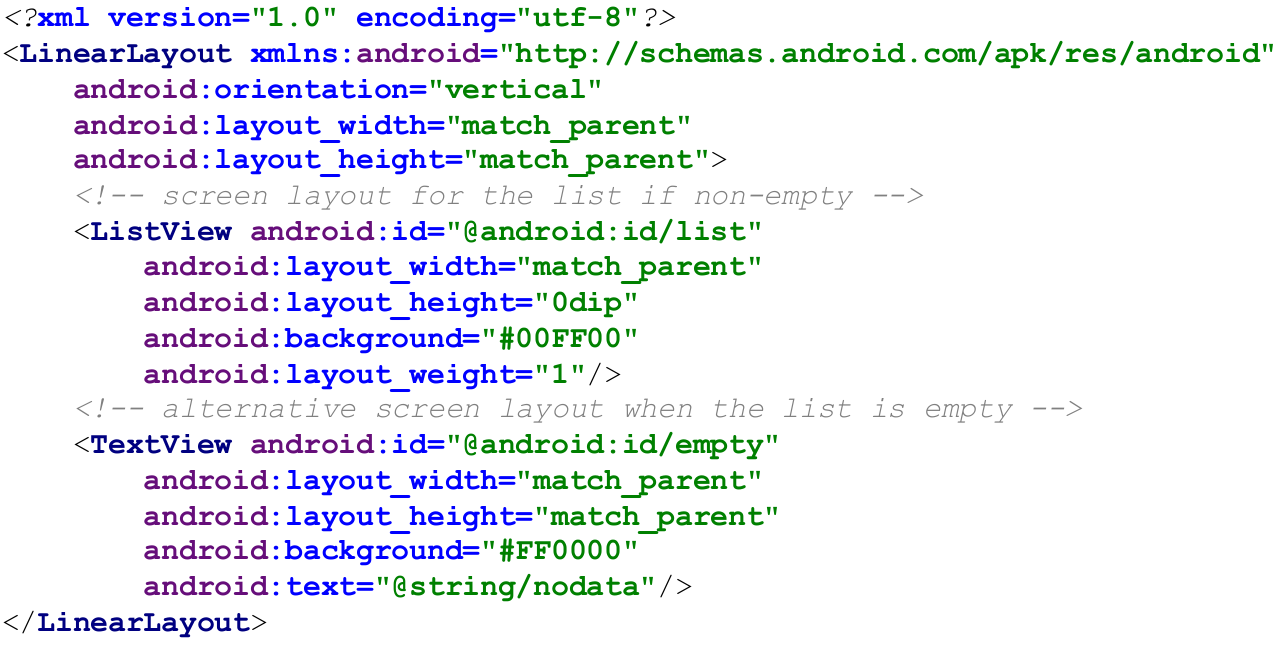 <?xml version="1.0" encoding="utf-8"?>
<LinearLayout xmlns:android="http://schemas.android.com/apk/res/android"
    android:orientation="vertical"
    android:layout_width="match_parent"
    android:layout_height="match_parent">
    <!-- screen layout for the list if non-empty -->
    <ListView android:id="@android:id/list"
        android:layout_width="match_parent"
        android:layout_height="0dip"
        android:background="#00FF00"
        android:layout_weight="1"/>
    <!-- alternative screen layout when the list is empty -->
    <TextView android:id="@android:id/empty"
        android:layout_width="match_parent"
        android:layout_height="match_parent"
        android:background="#FF0000"
        android:text="@string/nodata"/>
</LinearLayout>